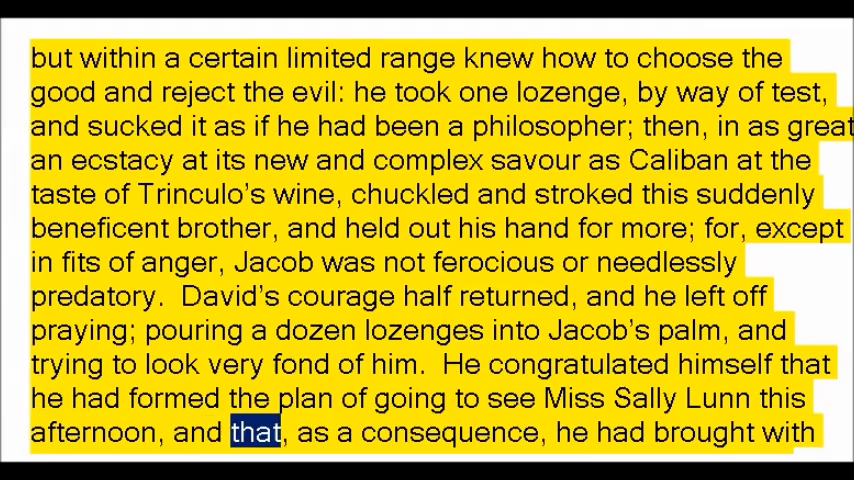 but within a certain limited range knew how to choose the
good and reject the evil: he took one lozenge, by way of test,
and sucked it as if he had been a philosopher; then, in as great
an ecstacy at its new and complex savour as Caliban at the
taste of Trinculo's wine, chuckled and stroked this suddenly
beneficent brother, and held out his hand for more; for, except
in fits of anger, Jacob was not ferocious or needlessly
predatory.  David's courage half returned, and he left off
praying; pouring a dozen lozenges into Jacob's palm, and
trying to look very fond of him.  He congratulated himself that
he had formed the plan of going to see Miss Sally Lunn this
afternoon, and that, as a consequence, he had brought with